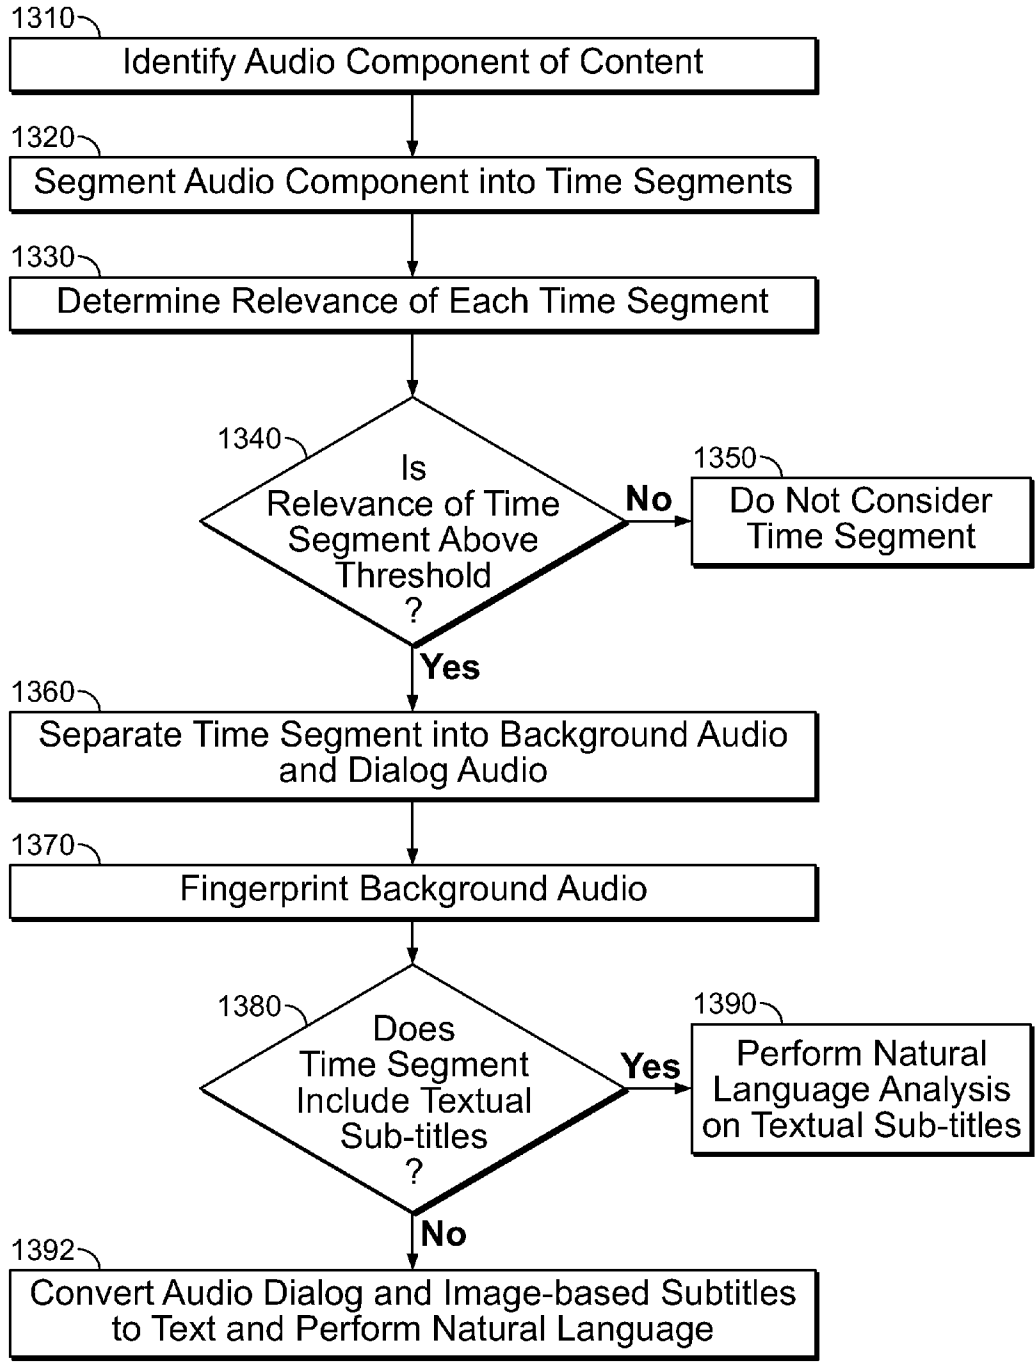 1310
Identify Audio Component of Content
1320
Segment Audio Component into Time Segments
1330
Determine Relevance of Each Time Segment
1340
Is
Relevance of Time
Segment Above
Threshold
?
No
1350
Do Not Consider
Time Segment
Yes
1360
Separate Time Segment into Background Audio
and Dialog Audio
1370
Fingerprint Background Audio
1380
Does
Time Segment
Include Textual
Sub-titles
?
Yes
1390
Perform Natural
Language Analysis
on Textual Sub-titles
No
1392
Convert Audio Dialog and Image-based Subtitles
to Text and Perform Natural Language